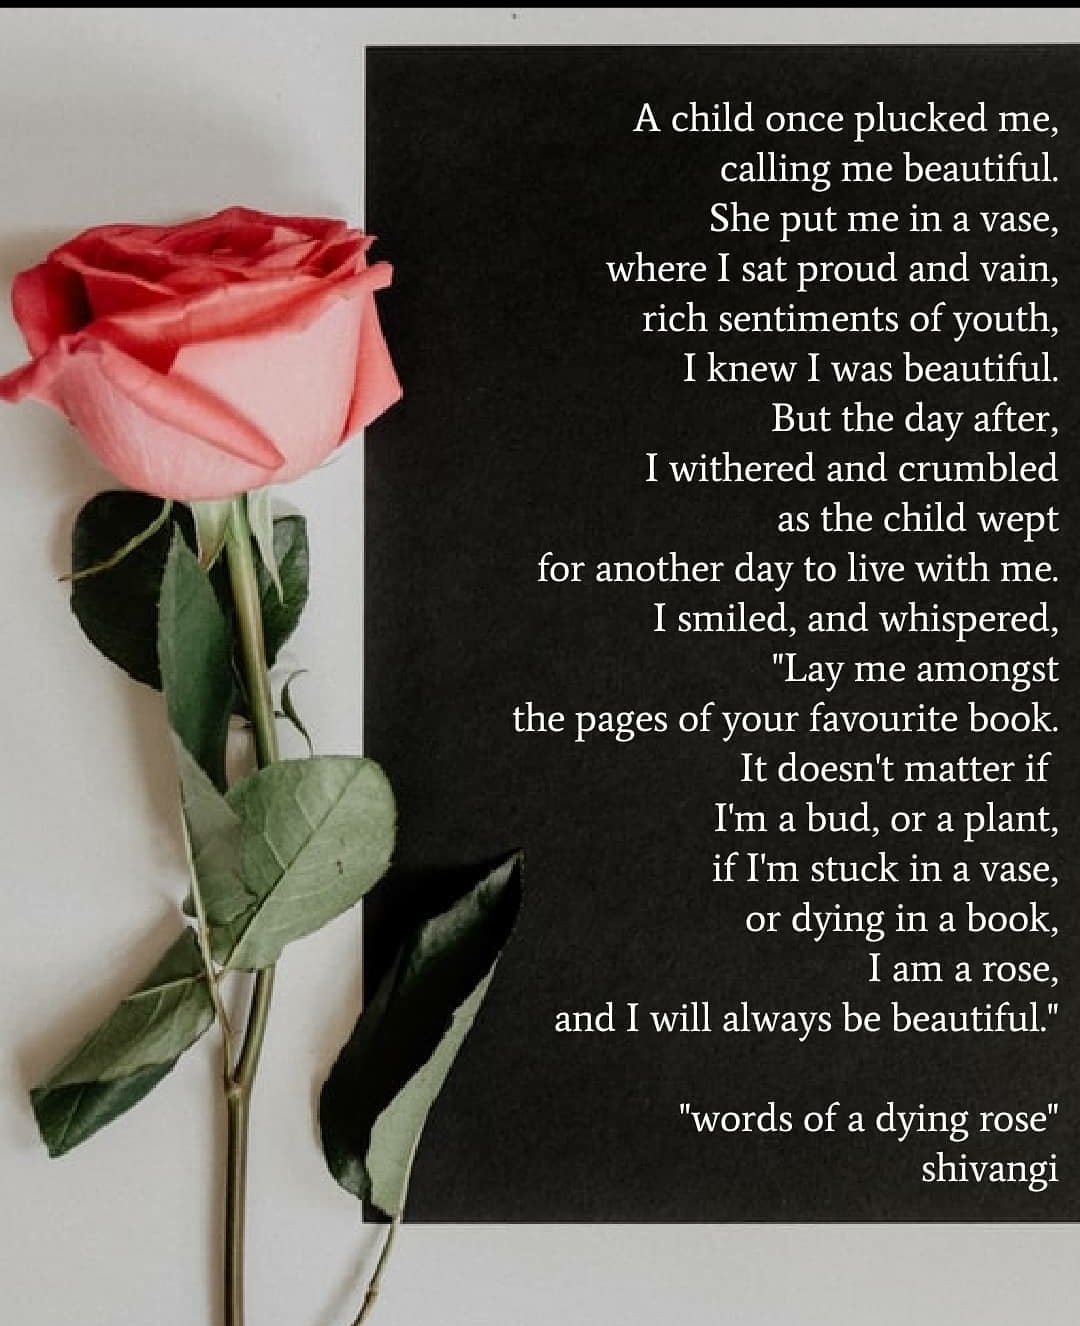 A child once plucked me,
calling me beautiful.
She put me in a vase,
where I sat proud and vain,
rich sentiments of youth,
I knew I was beautiful.
But the day after,
I withered and crumbled
as the child wept
for another day to live with me.
I smiled, and whispered,
"Lay me amongst
the pages of your favourite book.
It doesn't matter if
I'm a bud, or a plant,
if I'm stuck in a vase,
or dying in a book,
I am a rose,
and I will always be beautiful."
"words of a dying rose"
shivangi